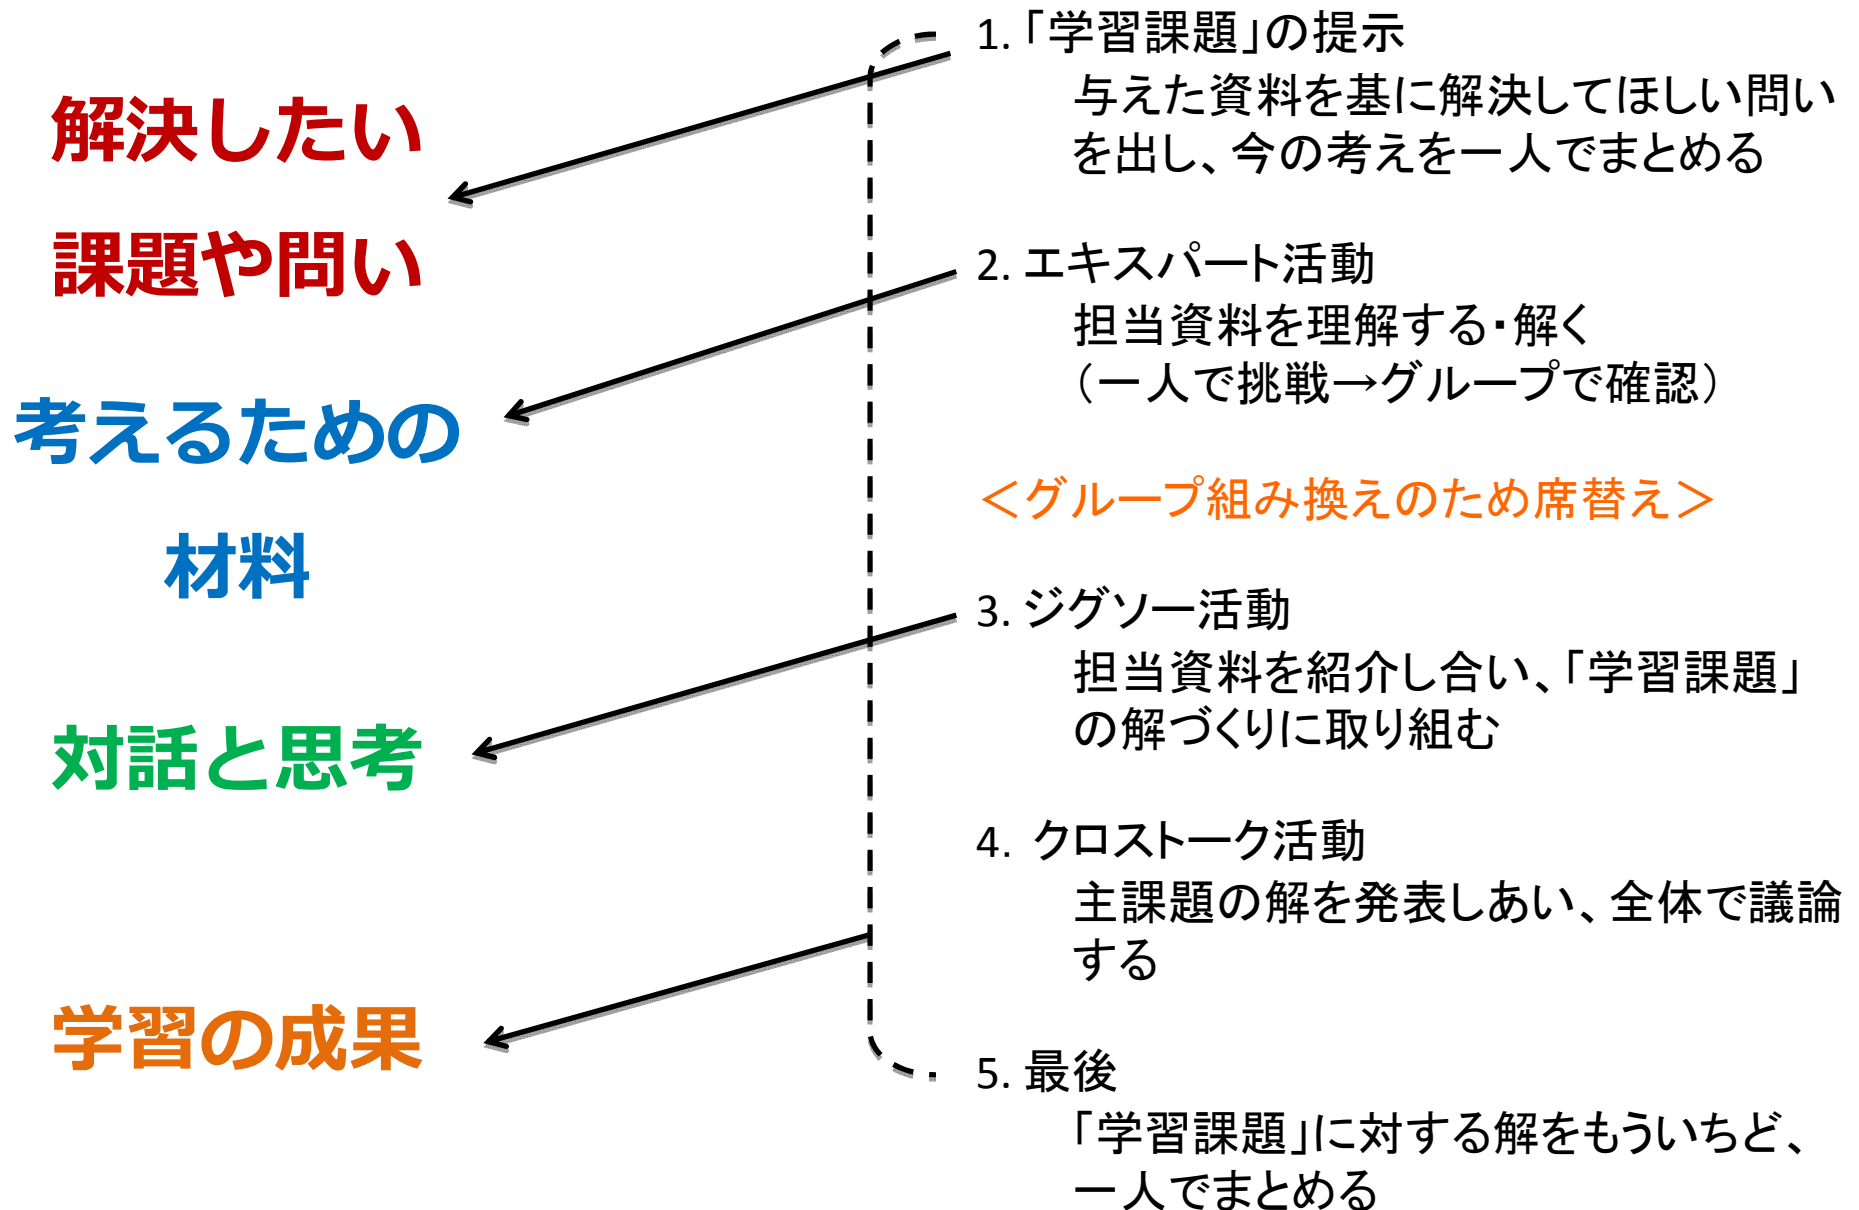 解決したい
課題や問い
考えるための
材料
対話と思考
学習の成果
1. 「学習課題」の提示
与えた資料を基に解決してほしい問い
を出し、今の考えを一人でまとめる
2. エキスパート活動
担当資料を理解する・解く
（一人で挑戦→グループで確認）
＜グループ組み換えのため席替え＞
3. ジグソー活動
担当資料を紹介し合い、「学習課題」
の解づくりに取り組む
4. クロストーク活動
主課題の解を発表しあい、全体で議論
する
5. 最後
「学習課題」に対する解をもういちど、
一人でまとめる